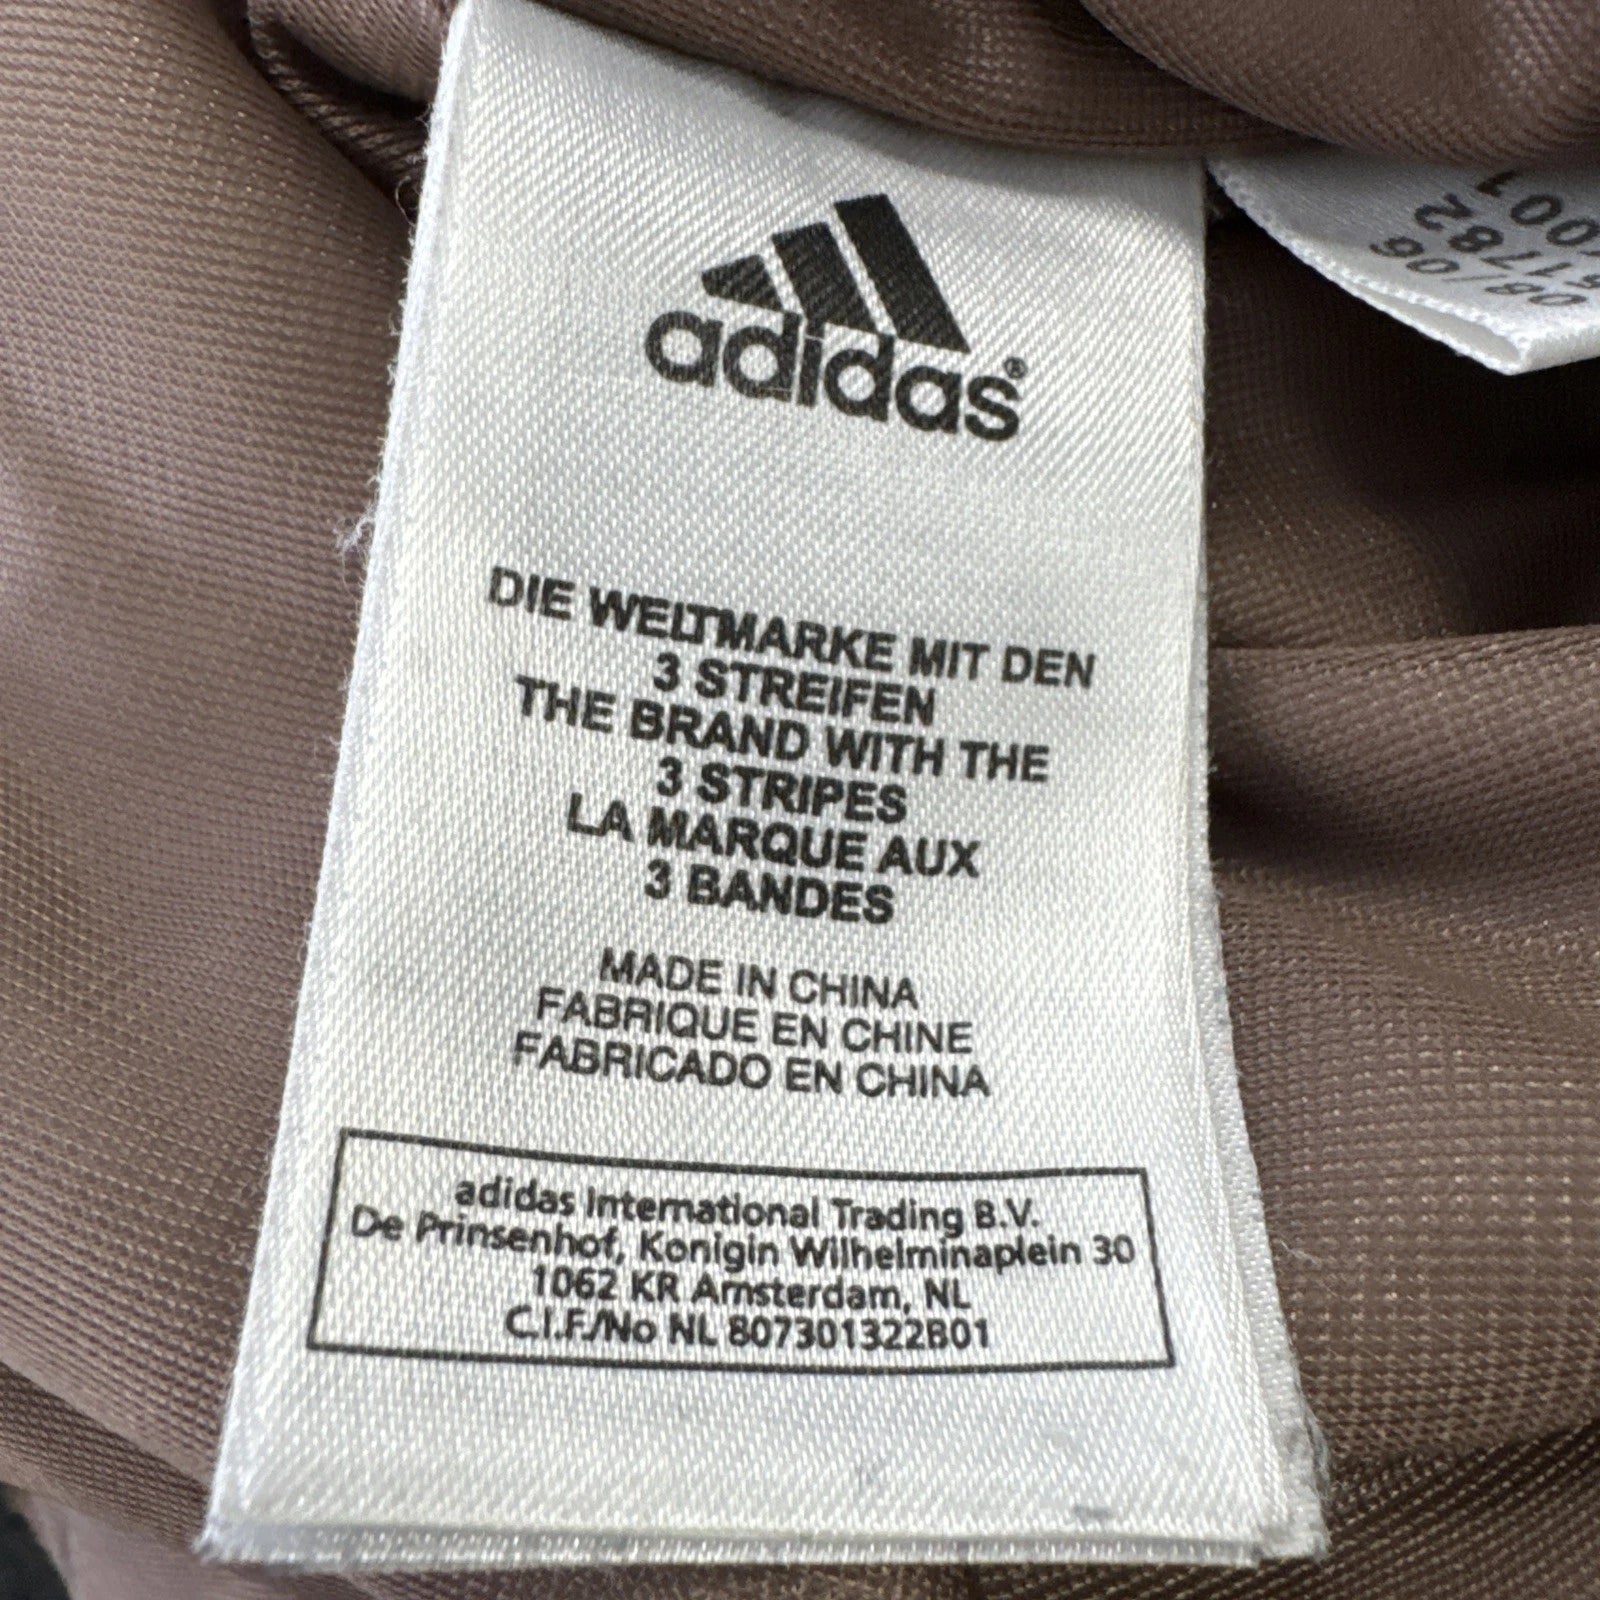 adidas®
DIE WELTMARKE MIT DEN
3 STREIFEN
THE BRAND WITH THE
3 STRIPES
LA MARQUE AUX
3 BANDES
MADE IN CHINA
FABRIQUE EN CHINE
FABRICADO EN CHINA
adidas International Trading B.V.
De Prinsenhof, Konigin Wilhelminaplein 30
1062 KR Amsterdam, NL
C.I.F./No NL 807301322B01
08/06